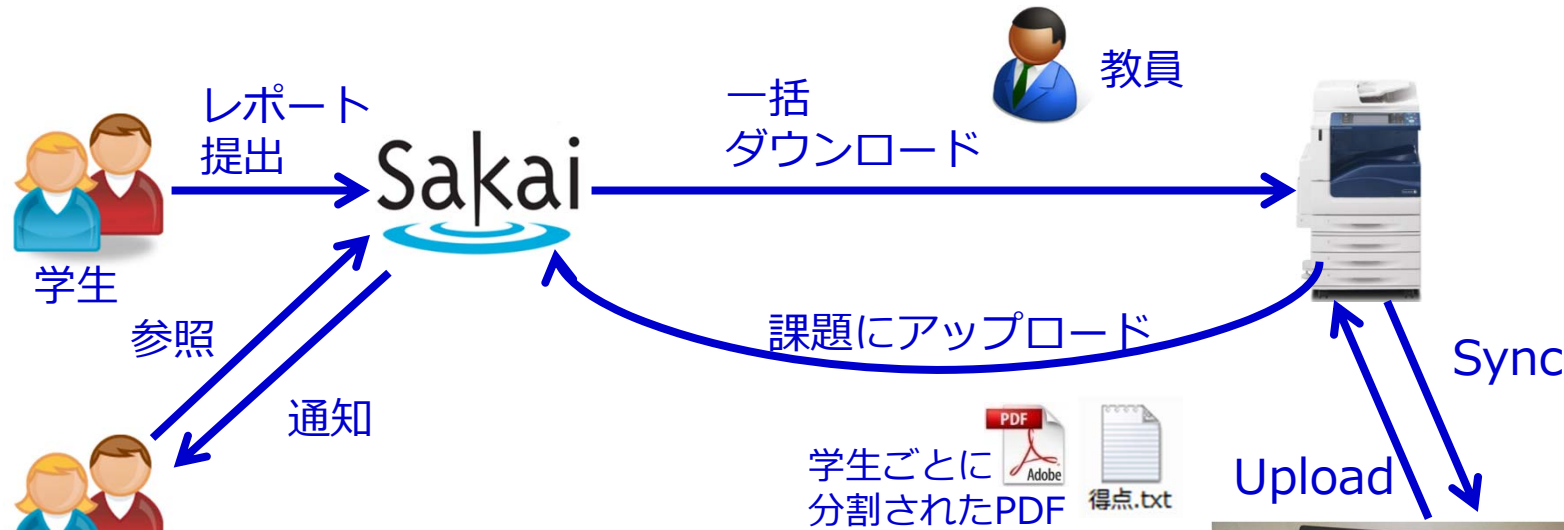 教員
レポート
提出
一括
ダウンロード
Sakai
学生
参照
課題にアップロード
Sync
通知
PDF
Adobe
学生ごとに
分割されたPDF
得点.txt
Upload